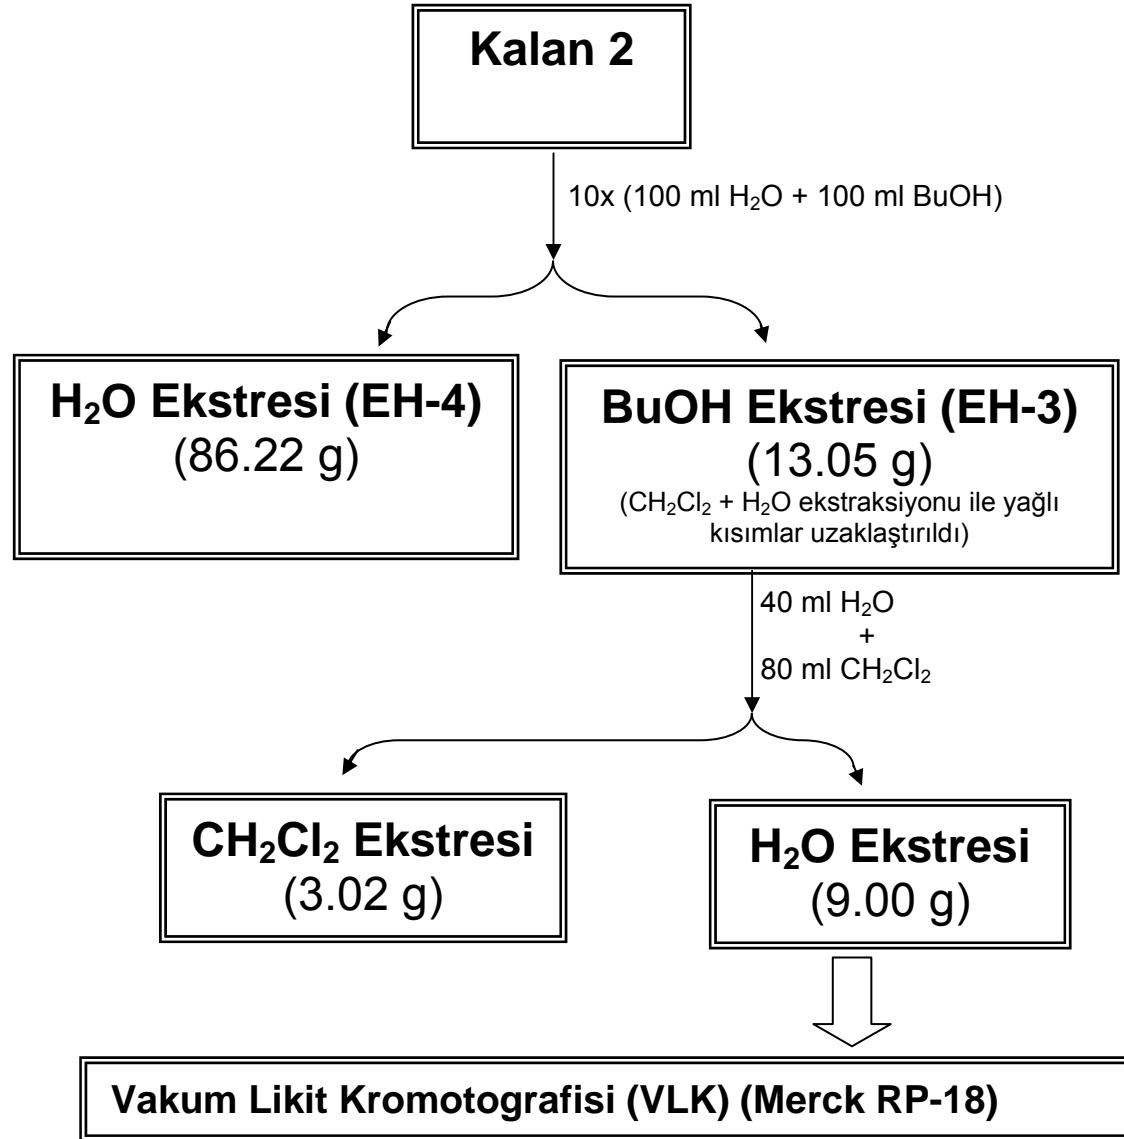 Kalan 2
10x (100 ml H₂O + 100 ml BuOH)
H₂O Ekstresi (EH-4)
(86.22 g)
BuOH Ekstresi (EH-3)
(13.05 g)
(CH₂Cl₂ + H₂O ekstraksiyonu ile yağlı
kısımlar uzaklaştırıldı)
40 ml H₂O
+
80 ml CH₂Cl₂
CH₂Cl₂ Ekstresi
(3.02 g)
H₂O Ekstresi
(9.00 g)
Vakum Likit Kromotografisi (VLK) (Merck RP-18)